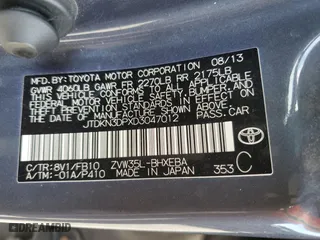 MFD. BY: TOYOTA MOTOR CORPORATION 08/13
GVWR 4060LB GAWR FR 2270LB RR 2175LB
THIS VEHICLE CONFORMS TO ALL APPLICABLE
FEDERAL MOTOR VEHICLE SAFETY, BUMPER, AND
THEFT PREVENTION STANDARDS IN EFFECT ON
THE DATE OF MANUFACTURE SHOWN ABOVE.
JTDKN3DPXD3047012 PASS.CAR
TOYOTA
C/TR: 8V1/FB10 ZVW35L-BHXEBA
A/TM: -01A/P410 MADE IN JAPAN 353 C